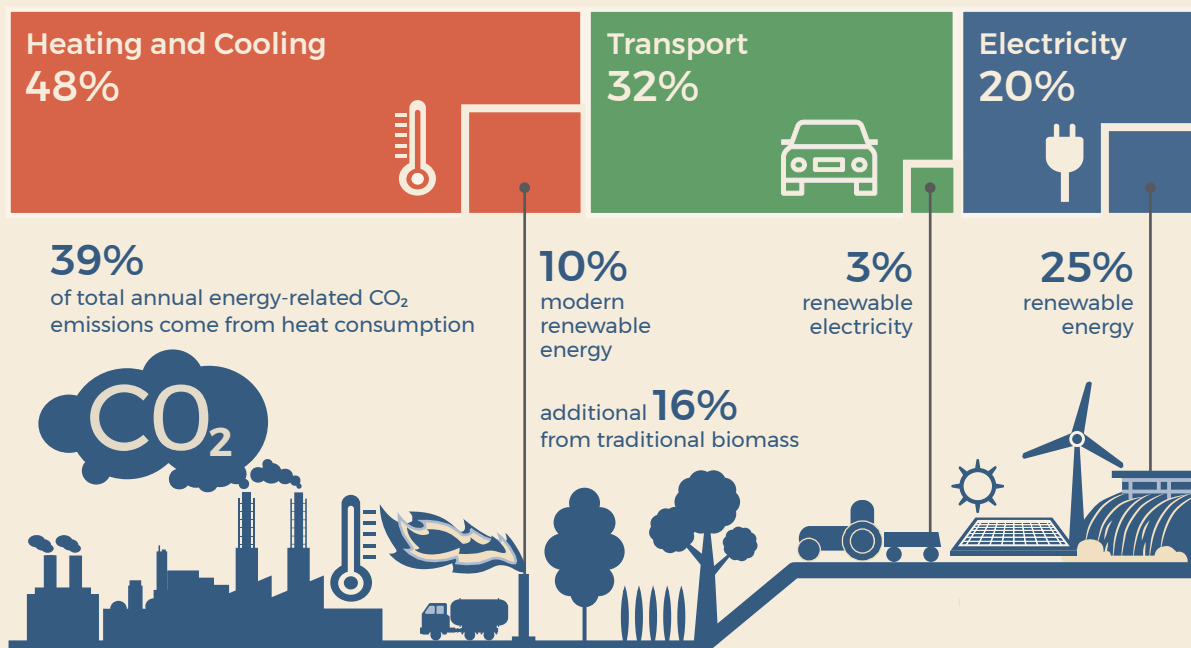 Heating and Cooling
48%
Transport
32%
Electricity
20%
39%
of total annual energy-related CO₂
emissions come from heat consumption
10%
modern
renewable
energy
additional 16%
from traditional biomass
3%
renewable
electricity
25%
renewable
energy
CO₂